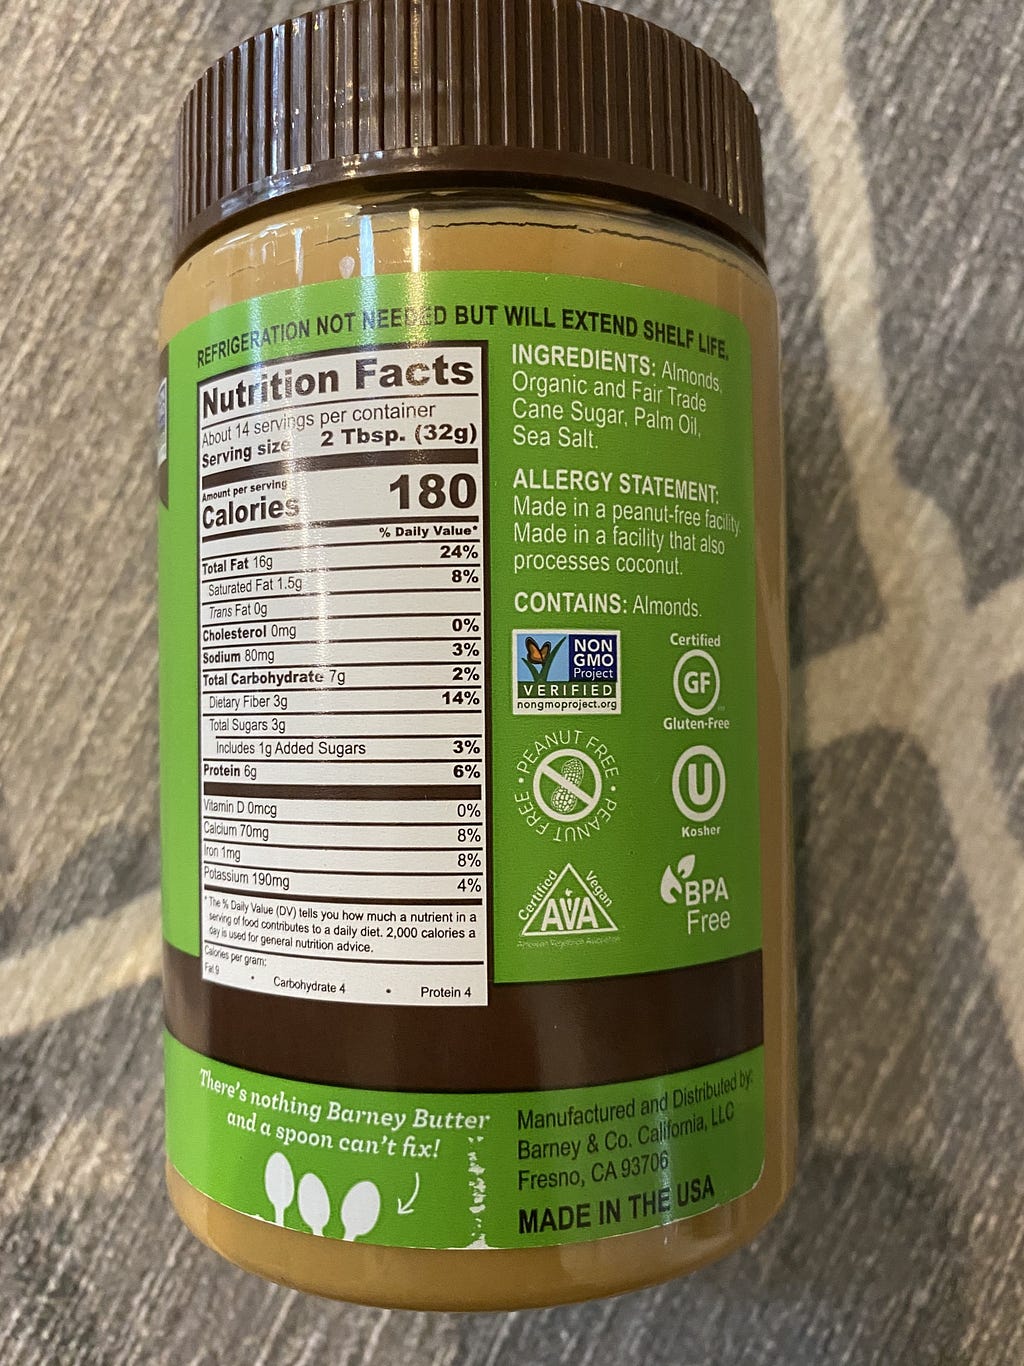 REFRIGERATION NOT NEEDED BUT WILL EXTEND SHELF LIFE.
Nutrition Facts
About 14 servings per container
Serving size 2 Tbsp. (32g)
Amount per serving
Calories 180
% Daily Value*
Total Fat 16g 24%
Saturated Fat 1.5g 8%
Trans Fat 0g
Cholesterol 0mg 0%
Sodium 80mg 3%
Total Carbohydrate 7g 2%
Dietary Fiber 3g 14%
Total Sugars 3g
Includes 1g Added Sugars 3%
Protein 6g 6%
Vitamin D 0mcg 0%
Calcium 70mg 8%
Iron 1mg 8%
Potassium 190mg 4%
*The % Daily Value (DV) tells you how much a nutrient in a
serving of food contributes to a daily diet. 2,000 calories a
day is used for general nutrition advice.
Calories per gram:
Fat 9 • Carbohydrate 4 • Protein 4
INGREDIENTS: Almonds,
Organic and Fair Trade
Cane Sugar, Palm Oil,
Sea Salt.
ALLERGY STATEMENT:
Made in a peanut-free facility.
Made in a facility that also
processes coconut.
CONTAINS: Almonds.
NON
GMO
Project
VERIFIED
nongmoproject.org
Certified
GF
Gluten-Free
PEANUT FREE • PEANUT FREE •
U
Kosher
Certified Vegan
AVA
American Vegetarian Association
BPA
Free
There's nothing Barney Butter
and a spoon can't fix!
Manufactured and Distributed by:
Barney & Co. California, LLC
Fresno, CA 93706
MADE IN THE USA